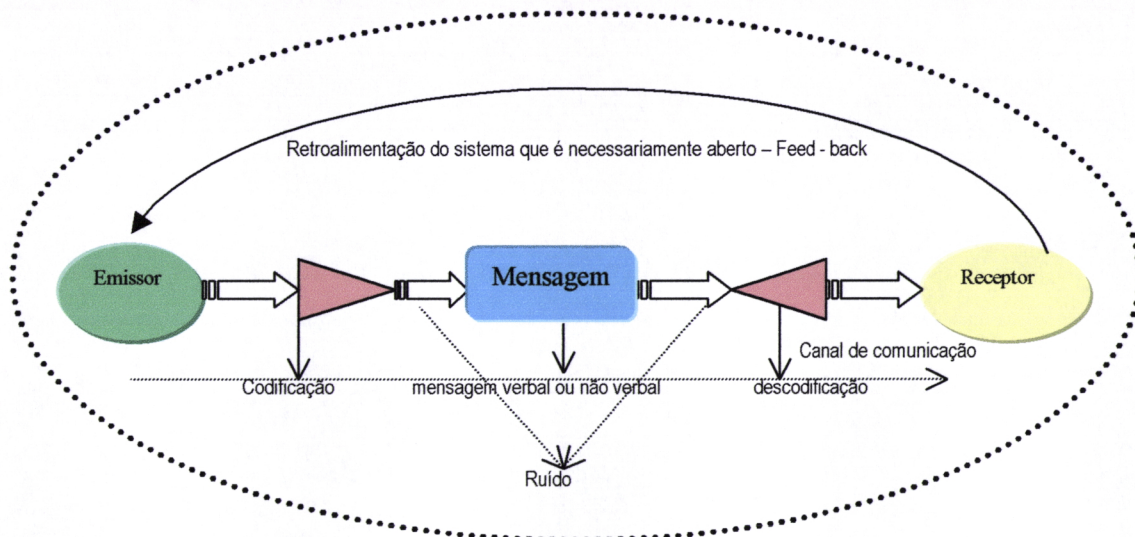 Retroalimentação do sistema que é necessariamente aberto – Feed - back
Emissor
Mensagem
Receptor
Canal de comunicação
Codificação
mensagem verbal ou não verbal
descodificação
Ruído